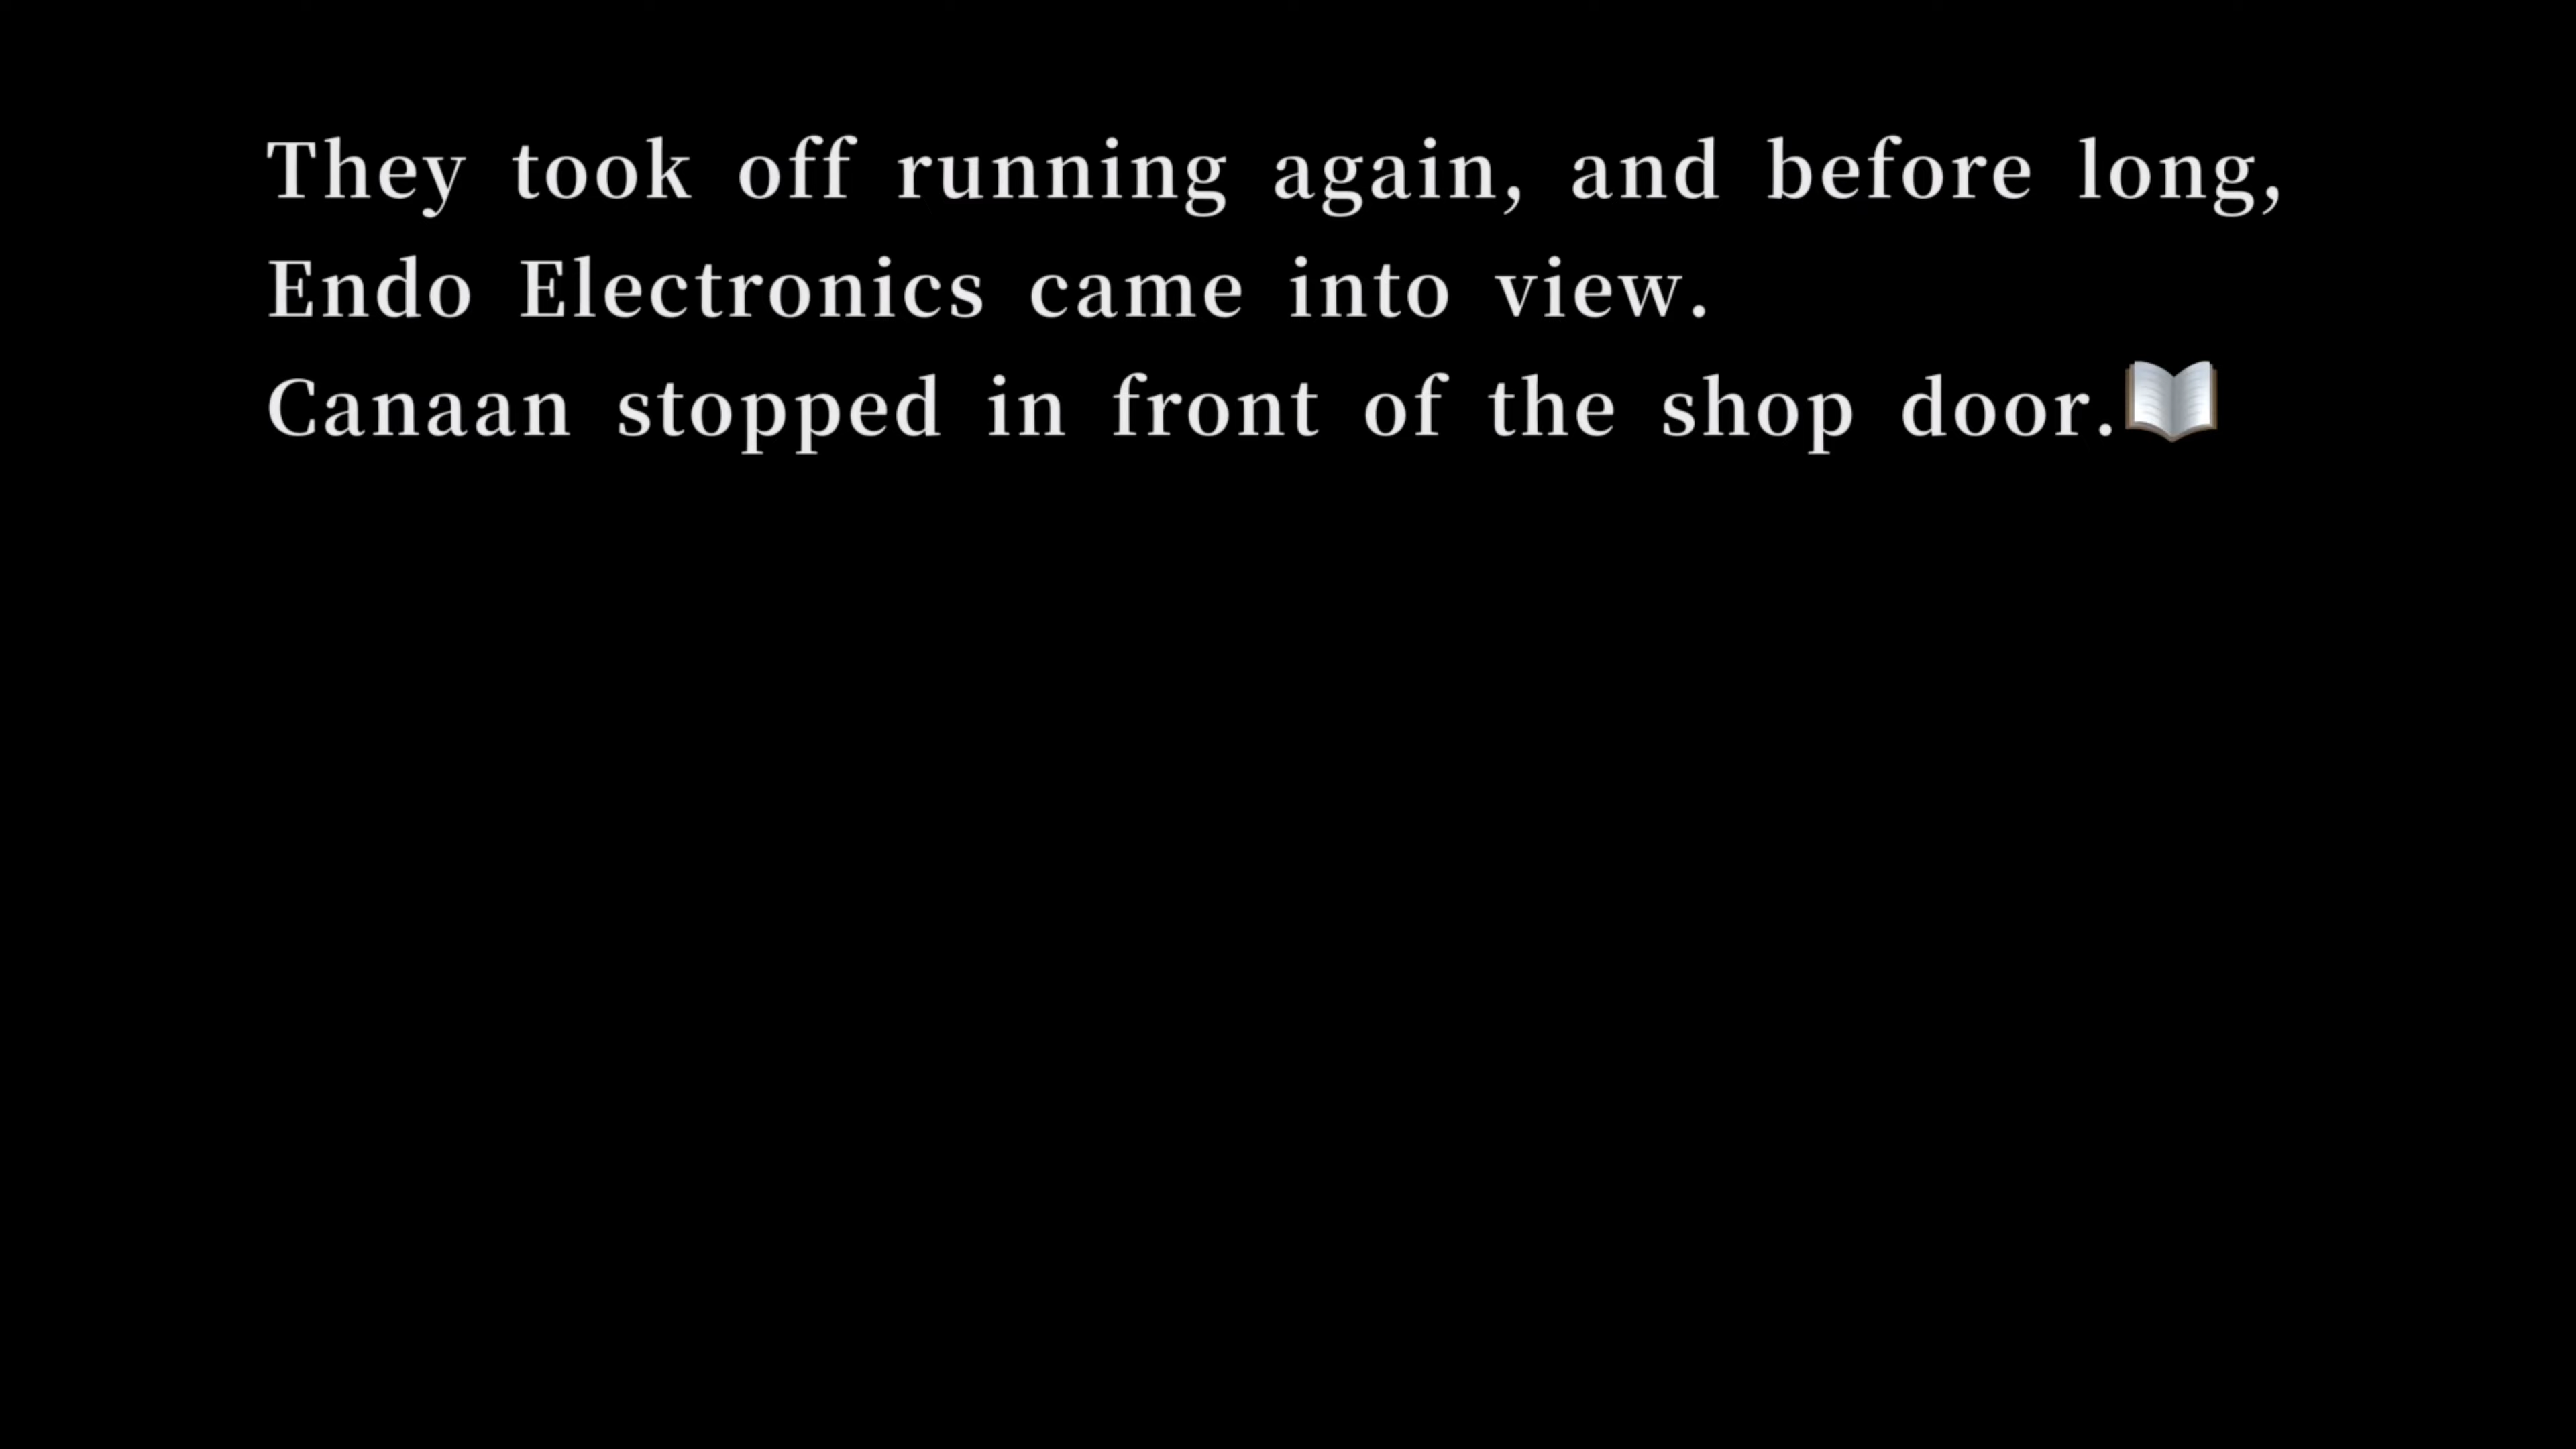 They took off running again, and before long,
Endo Electronics came into view.
Canaan stopped in front of the shop door.